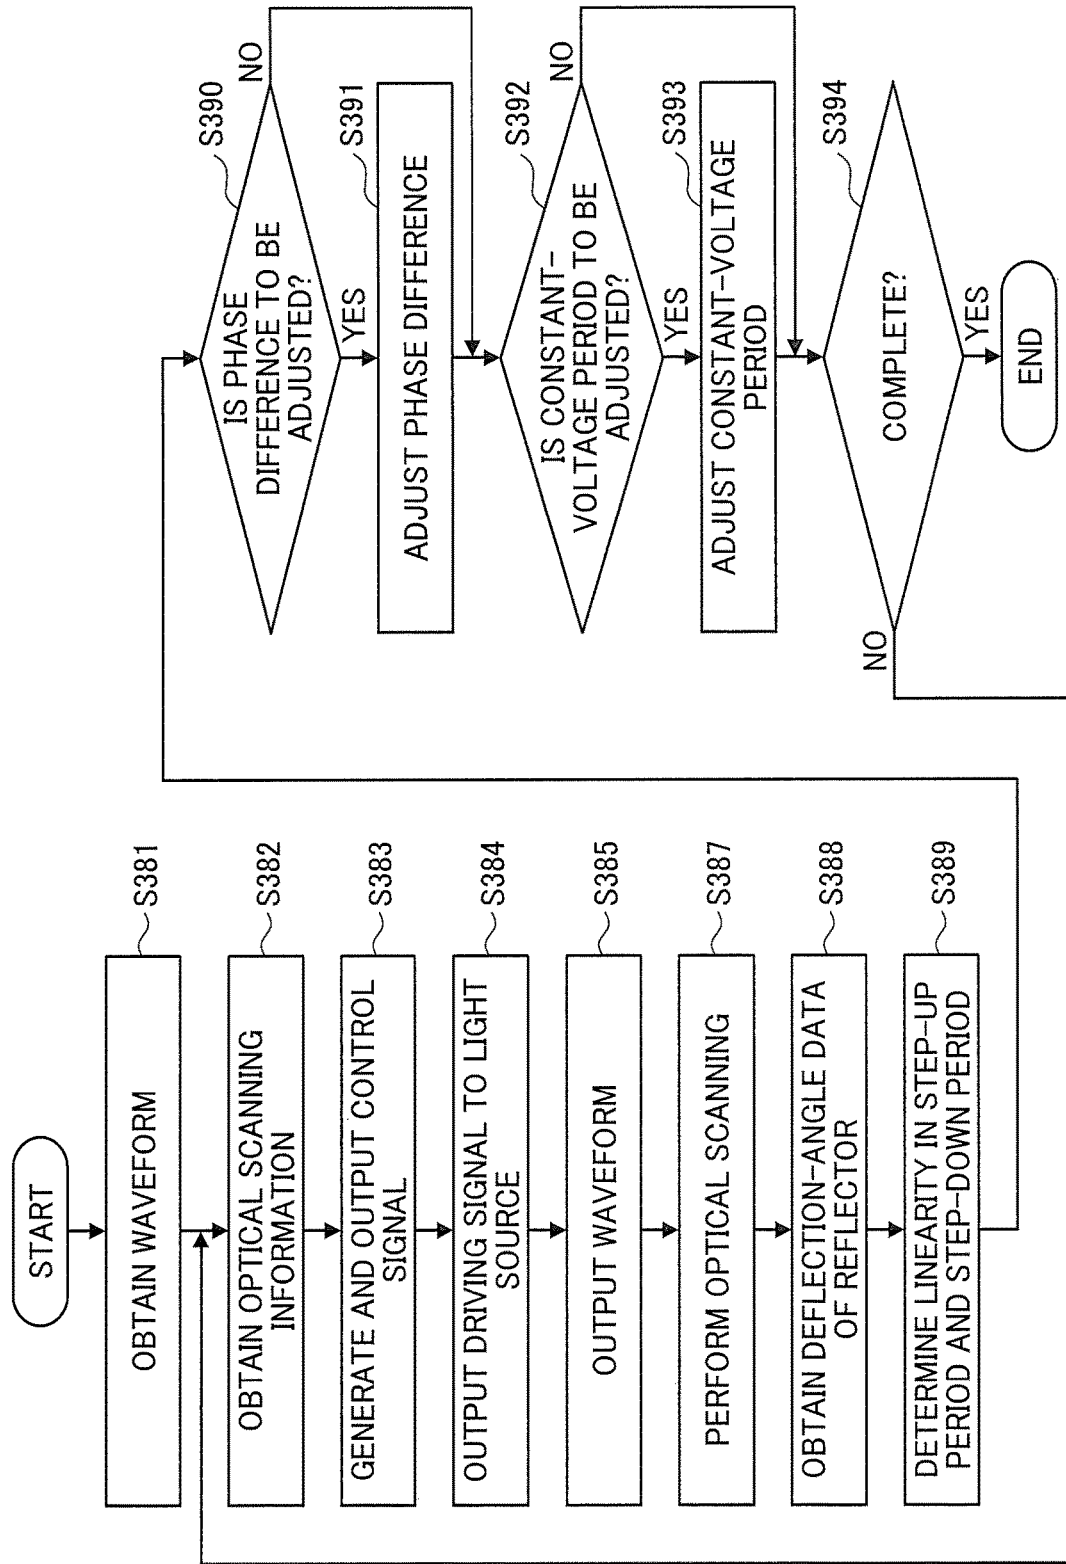 START
OBTAIN WAVEFORM
S381
OBTAIN OPTICAL SCANNING
INFORMATION
S382
GENERATE AND OUTPUT CONTROL
SIGNAL
S383
OUTPUT DRIVING SIGNAL TO LIGHT
SOURCE
S384
OUTPUT WAVEFORM
S385
PERFORM OPTICAL SCANNING
S387
OBTAIN DEFLECTION-ANGLE DATA
OF REFLECTOR
S388
DETERMINE LINEARITY IN STEP-UP
PERIOD AND STEP-DOWN PERIOD
S389
IS PHASE
DIFFERENCE TO BE
ADJUSTED?
S390
NO
YES
ADJUST PHASE DIFFERENCE
S391
IS CONSTANT-
VOLTAGE PERIOD TO BE
ADJUSTED?
S392
NO
YES
ADJUST CONSTANT-VOLTAGE
PERIOD
S393
COMPLETE?
S394
NO
YES
END